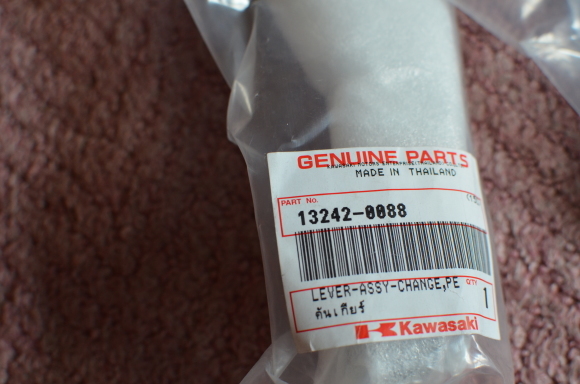 GENUINE PARTS
MADE IN THAILAND
PART No.
13242-0088
LEVER-ASSY-CHANGE,PE
QTY
1
คันเกียร์
Kawasaki